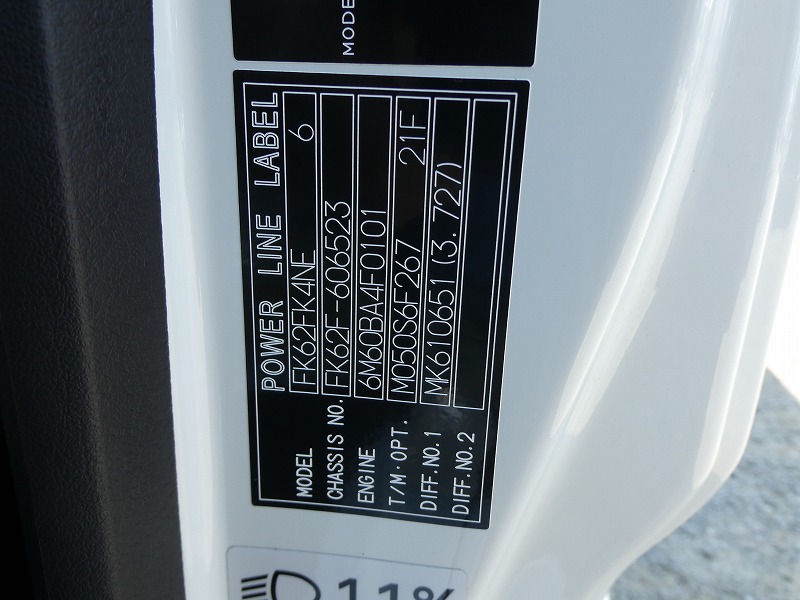 MODE
POWER LINE LABEL
MODEL FK62FK4NE 6
CHASSIS NO. FK62F-606523
ENGINE 6M60BA4F0101
T/M·OPT. M050S6F267 21F
DIFF.NO.1 MK610651(3.727)
DIFF.NO.2
11%